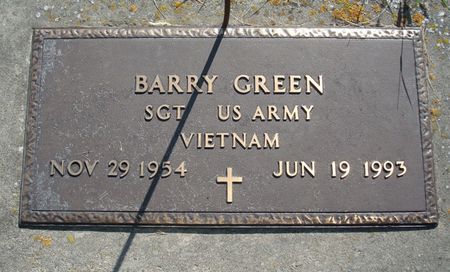 BARRY GREEN
SGT US ARMY
VIETNAM
NOV 29 1954 JUN 19 1993